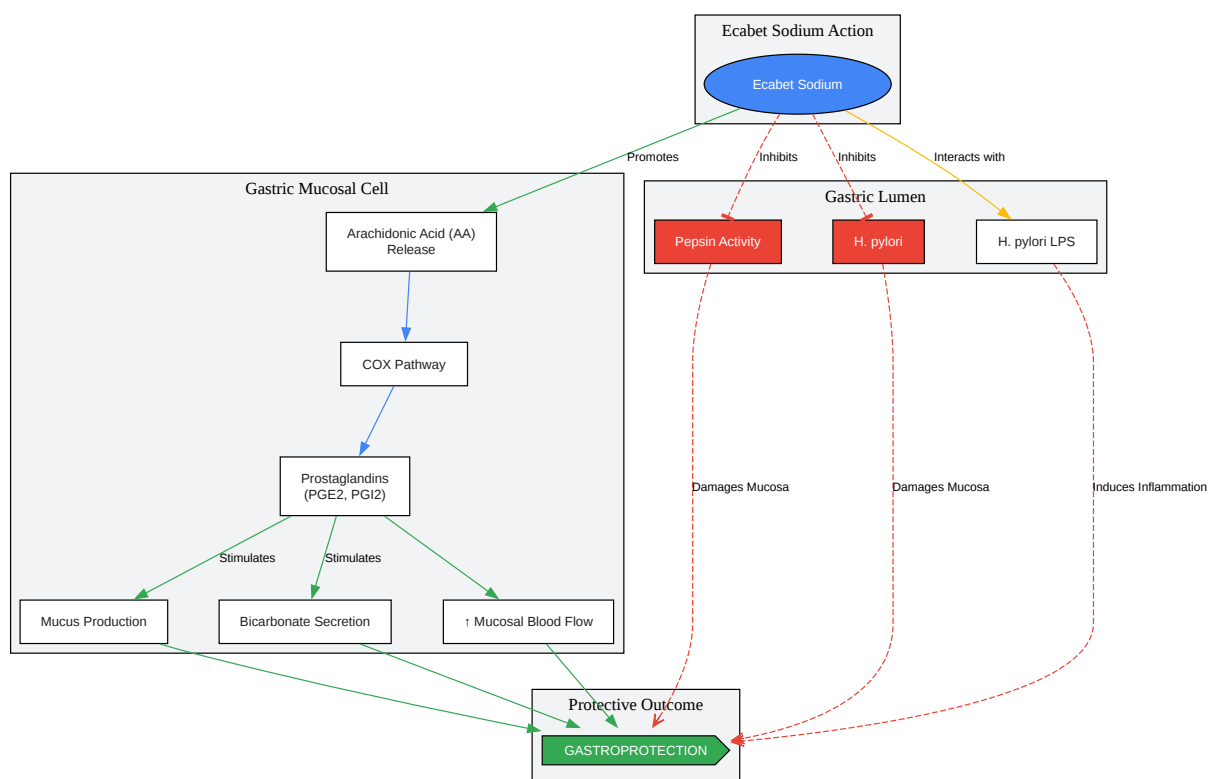 Ecabet Sodium Action
Ecabet Sodium
Promotes
Inhibits
Inhibits
Interacts with
Gastric Mucosal Cell
Gastric Lumen
Arachidonic Acid (AA)
Release
Pepsin Activity
H. pylori
H. pylori LPS
COX Pathway
Prostaglandins
(PGE2, PGI2)
Damages Mucosa
Damages Mucosa
Induces Inflammation
Stimulates
Stimulates
Mucus Production
Bicarbonate Secretion
↑ Mucosal Blood Flow
Protective Outcome
GASTROPROTECTION